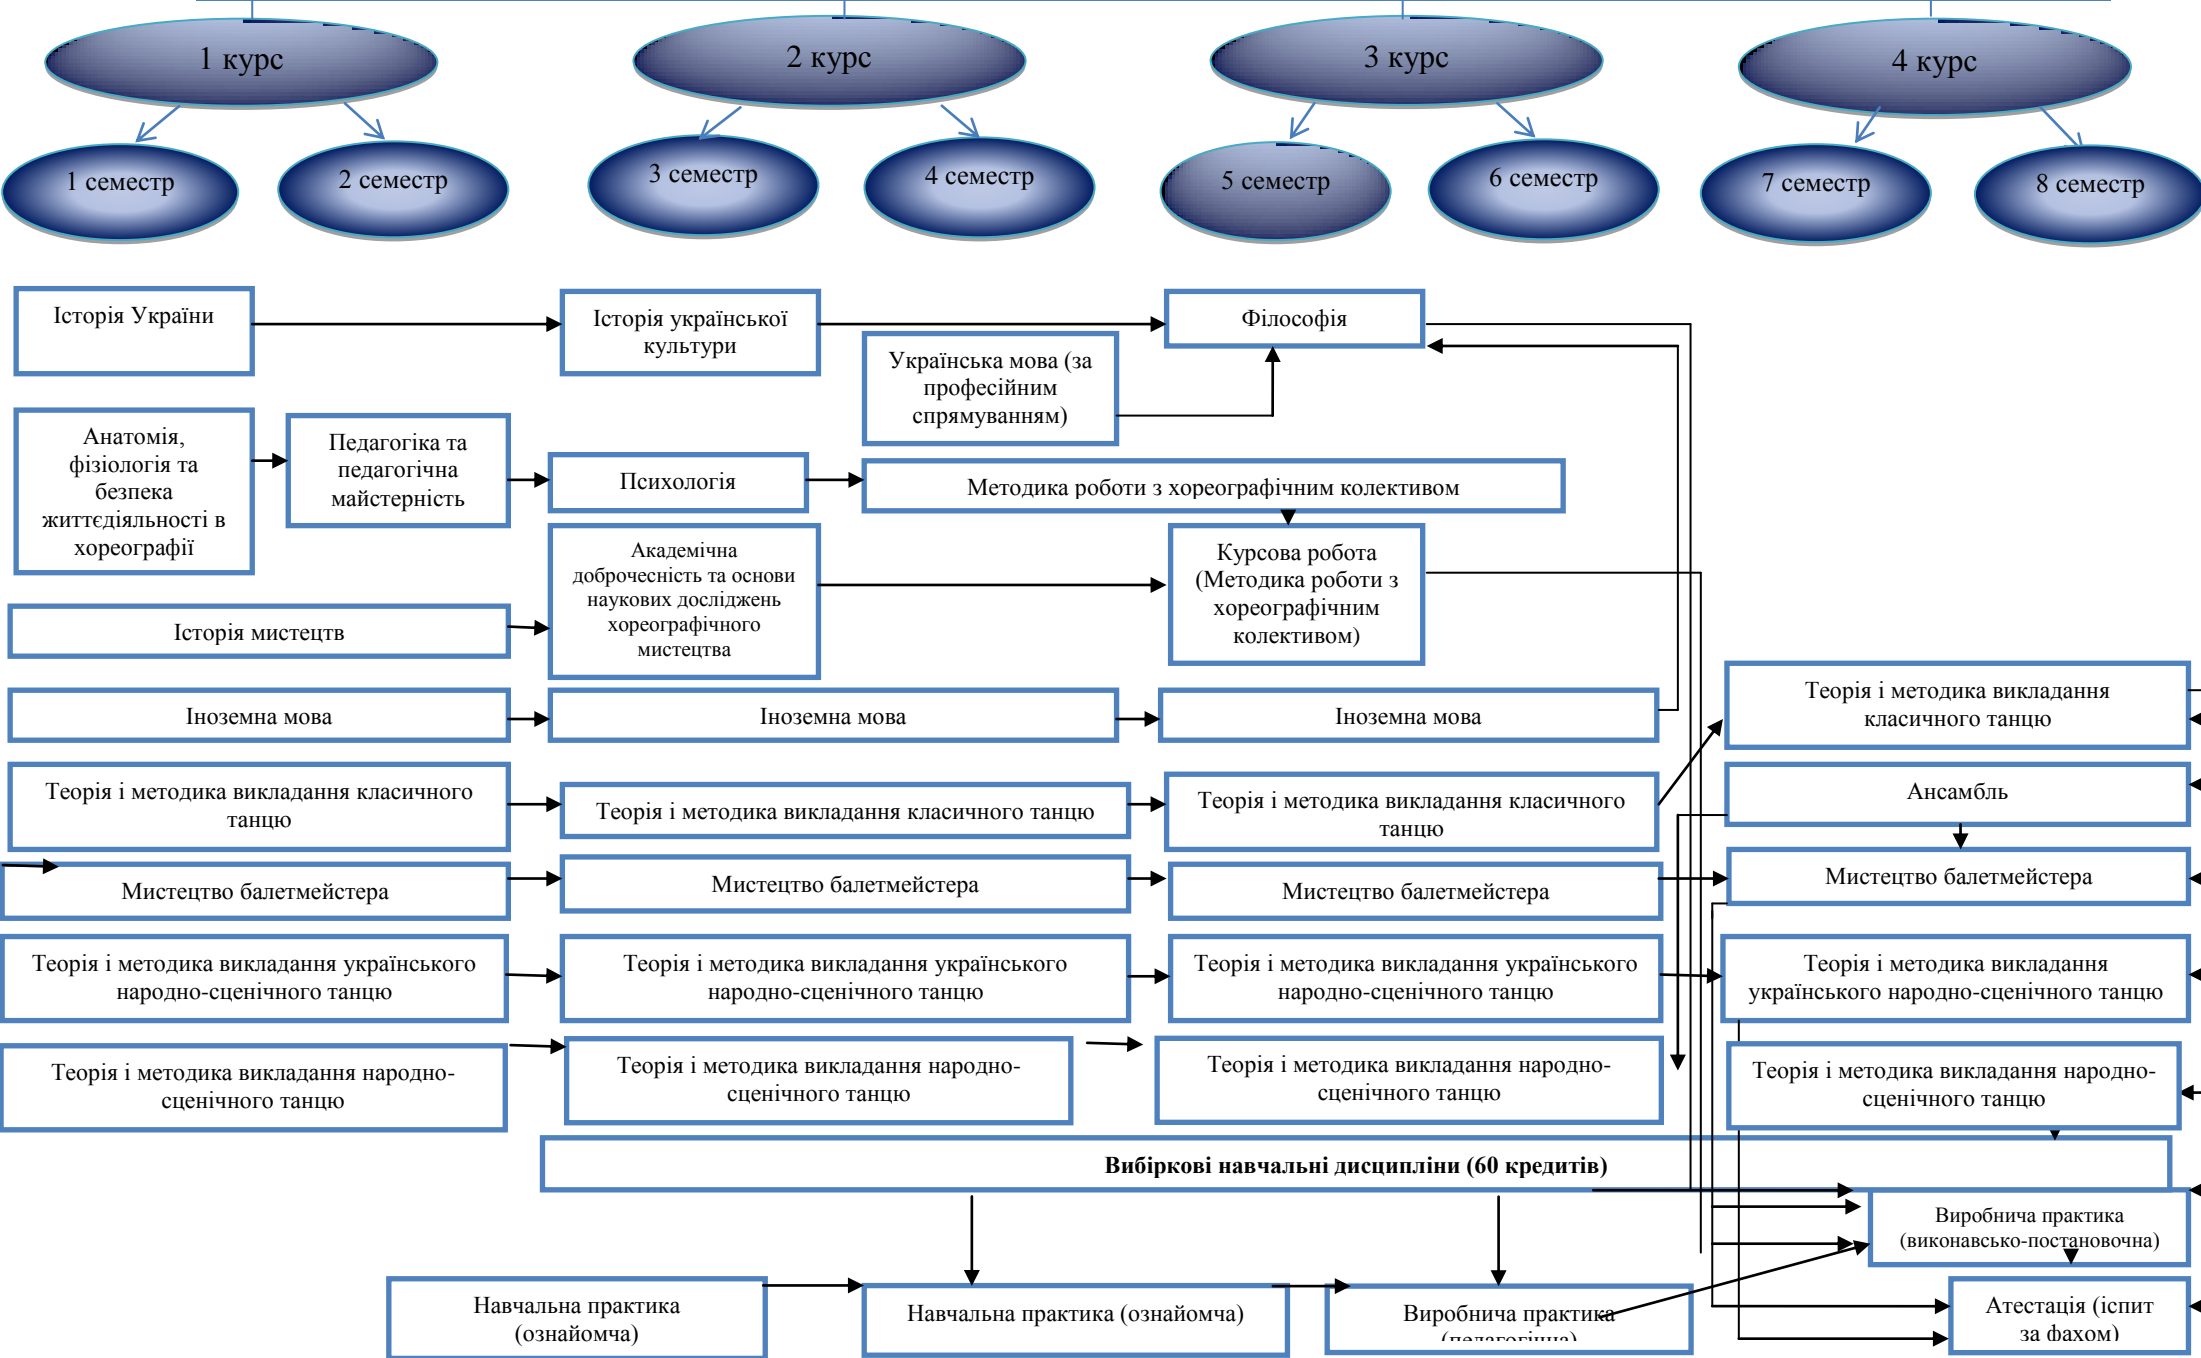 1 курс
2 курс
3 курс
4 курс
1 семестр
2 семестр
3 семестр
4 семестр
5 семестр
6 семестр
7 семестр
8 семестр
Історія України
Історія української
культури
Філософія
Українська мова (за
професійним
спрямуванням)
Анатомія,
фізіологія та
безпека
життєдіяльності в
хореографії
Педагогіка та
педагогічна
майстерність
Психологія
Методика роботи з хореографічним колективом
Академічна
доброчесність та основи
наукових досліджень
хореографічного
мистецтва
Курсова робота
(Методика роботи з
хореографічним
колективом)
Історія мистецтв
Іноземна мова
Іноземна мова
Іноземна мова
Теорія і методика викладання
класичного танцю
Теорія і методика викладання класичного
танцю
Теорія і методика викладання класичного танцю
Теорія і методика викладання класичного
танцю
Ансамбль
Мистецтво балетмейстера
Мистецтво балетмейстера
Мистецтво балетмейстера
Мистецтво балетмейстера
Теорія і методика викладання українського
народно-сценічного танцю
Теорія і методика викладання українського
народно-сценічного танцю
Теорія і методика викладання українського
народно-сценічного танцю
Теорія і методика викладання
українського народно-сценічного танцю
Теорія і методика викладання народно-
сценічного танцю
Теорія і методика викладання народно-
сценічного танцю
Теорія і методика викладання народно-
сценічного танцю
Теорія і методика викладання народно-
сценічного танцю
Вибіркові навчальні дисципліни (60 кредитів)
Виробнича практика
(виконавсько-постановочна)
Навчальна практика
(ознайомча)
Навчальна практика (ознайомча)
Виробнича практика
(педагогічна)
Атестація (іспит
за фахом)